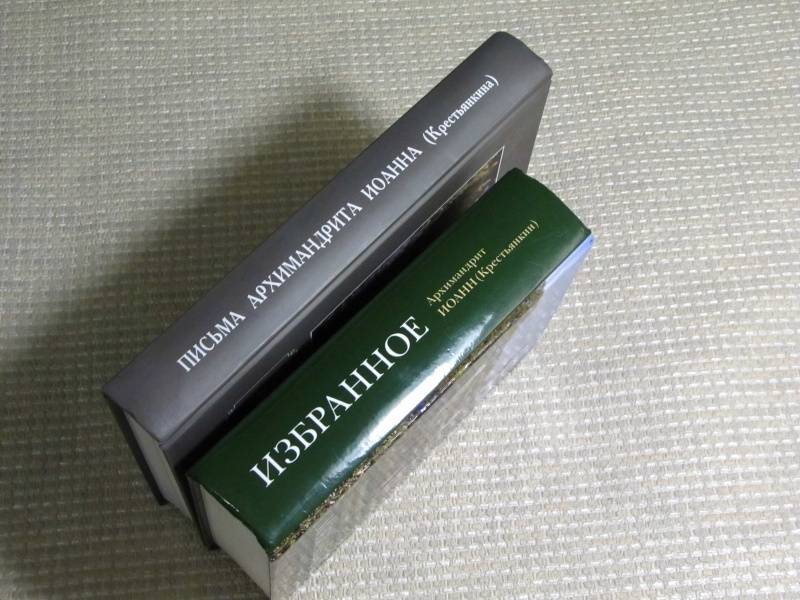 ПИСЬМА АРХИМАНДРИТА ИОАННА (Крестьянкина)
ИЗБРАННОЕ
Архимандрит
ИОАНН (Крестьянкин)